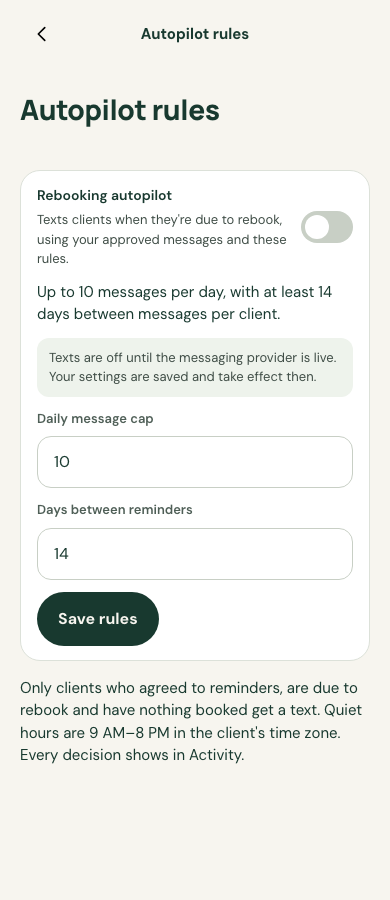 Autopilot rules
Autopilot rules
Rebooking autopilot
Texts clients when they're due to rebook,
using your approved messages and these
rules.
Up to 10 messages per day, with at least 14
days between messages per client.
Texts are off until the messaging provider is live.
Your settings are saved and take effect then.
Daily message cap
10
Days between reminders
14
Save rules
Only clients who agreed to reminders, are due to
rebook and have nothing booked get a text. Quiet
hours are 9 AM–8 PM in the client's time zone.
Every decision shows in Activity.